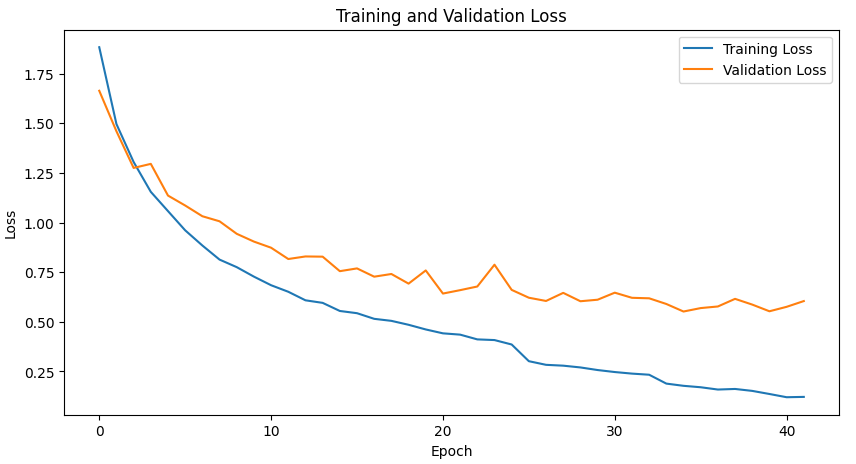 Training and Validation Loss
Training Loss
Validation Loss
Loss
1.75
1.50
1.25
1.00
0.75
0.50
0.25
0
10
20
30
40
Epoch